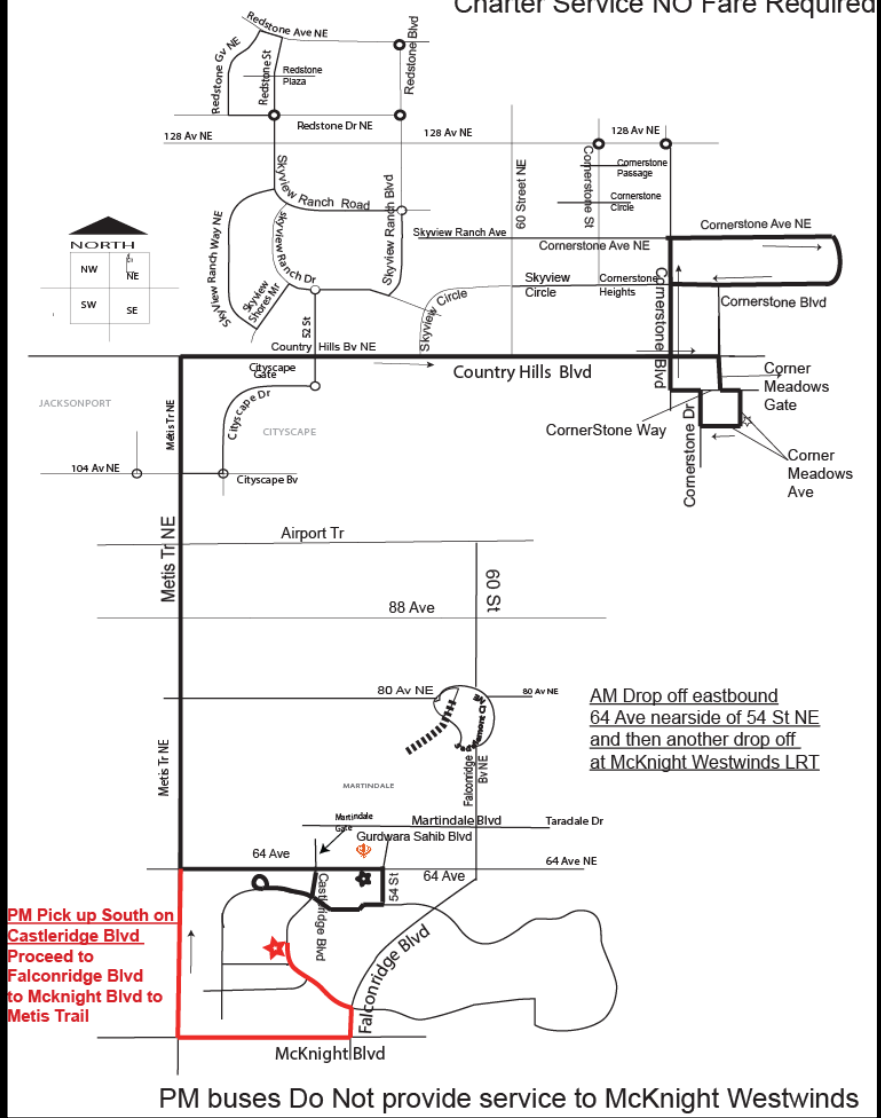 Charter Service NO Fare Required
Redstone Ave NE
Redstone Gv NE
Redstone St
Redstone
Plaza
Redstone Blvd
Redstone Dr NE
128 Av NE
128 Av NE
128 Av NE
Skyview Ranch Road
Skyview Ranch Blvd
60 Street NE
Cornerstone St
Cornerstone
Passage
Cornerstone
Circle
Skyview Ranch Ave
Cornerstone Ave NE
Cornerstone Ave NE
NORTH
NW
NE
SW
SE
SkyView Ranch Way NE
skyview Ranch Dr
Skyview
Shores Mr
52 St
Skyview Circle
Skyview
Circle
Cornerstone
Heights
Cornerstone Blvd
Cornerstone Blvd
Country Hills Bv NE
Country Hills Blvd
Cityscape
Gate
Cityscape Dr
CITYSCAPE
JACKSONPORT
Metis Tr NE
104 Av NE
Cityscape Bv
Corner
Meadows
Gate
CornerStone Way
Cornerstone Dr
Corner
Meadows
Ave
Metis Tr NE
Airport Tr
60 St
88 Ave
80 Av NE
80 Av NE
AM Drop off eastbound
64 Ave nearside of 54 St NE
and then another drop off
at McKnight Westwinds LRT
Metis Tr NE
Falconridge
Bv NE
MARTINDALE
Martindale
Gate
Martindale Blvd
Taradale Dr
Gurdwara Sahib Blvd
64 Ave
64 Ave
64 Ave NE
54 St
Castleridge Blvd
Falconridge Blvd
PM Pick up South on
Castleridge Blvd
Proceed to
Falconridge Blvd
to Mcknight Blvd to
Metis Trail
McKnight Blvd
PM buses Do Not provide service to McKnight Westwinds